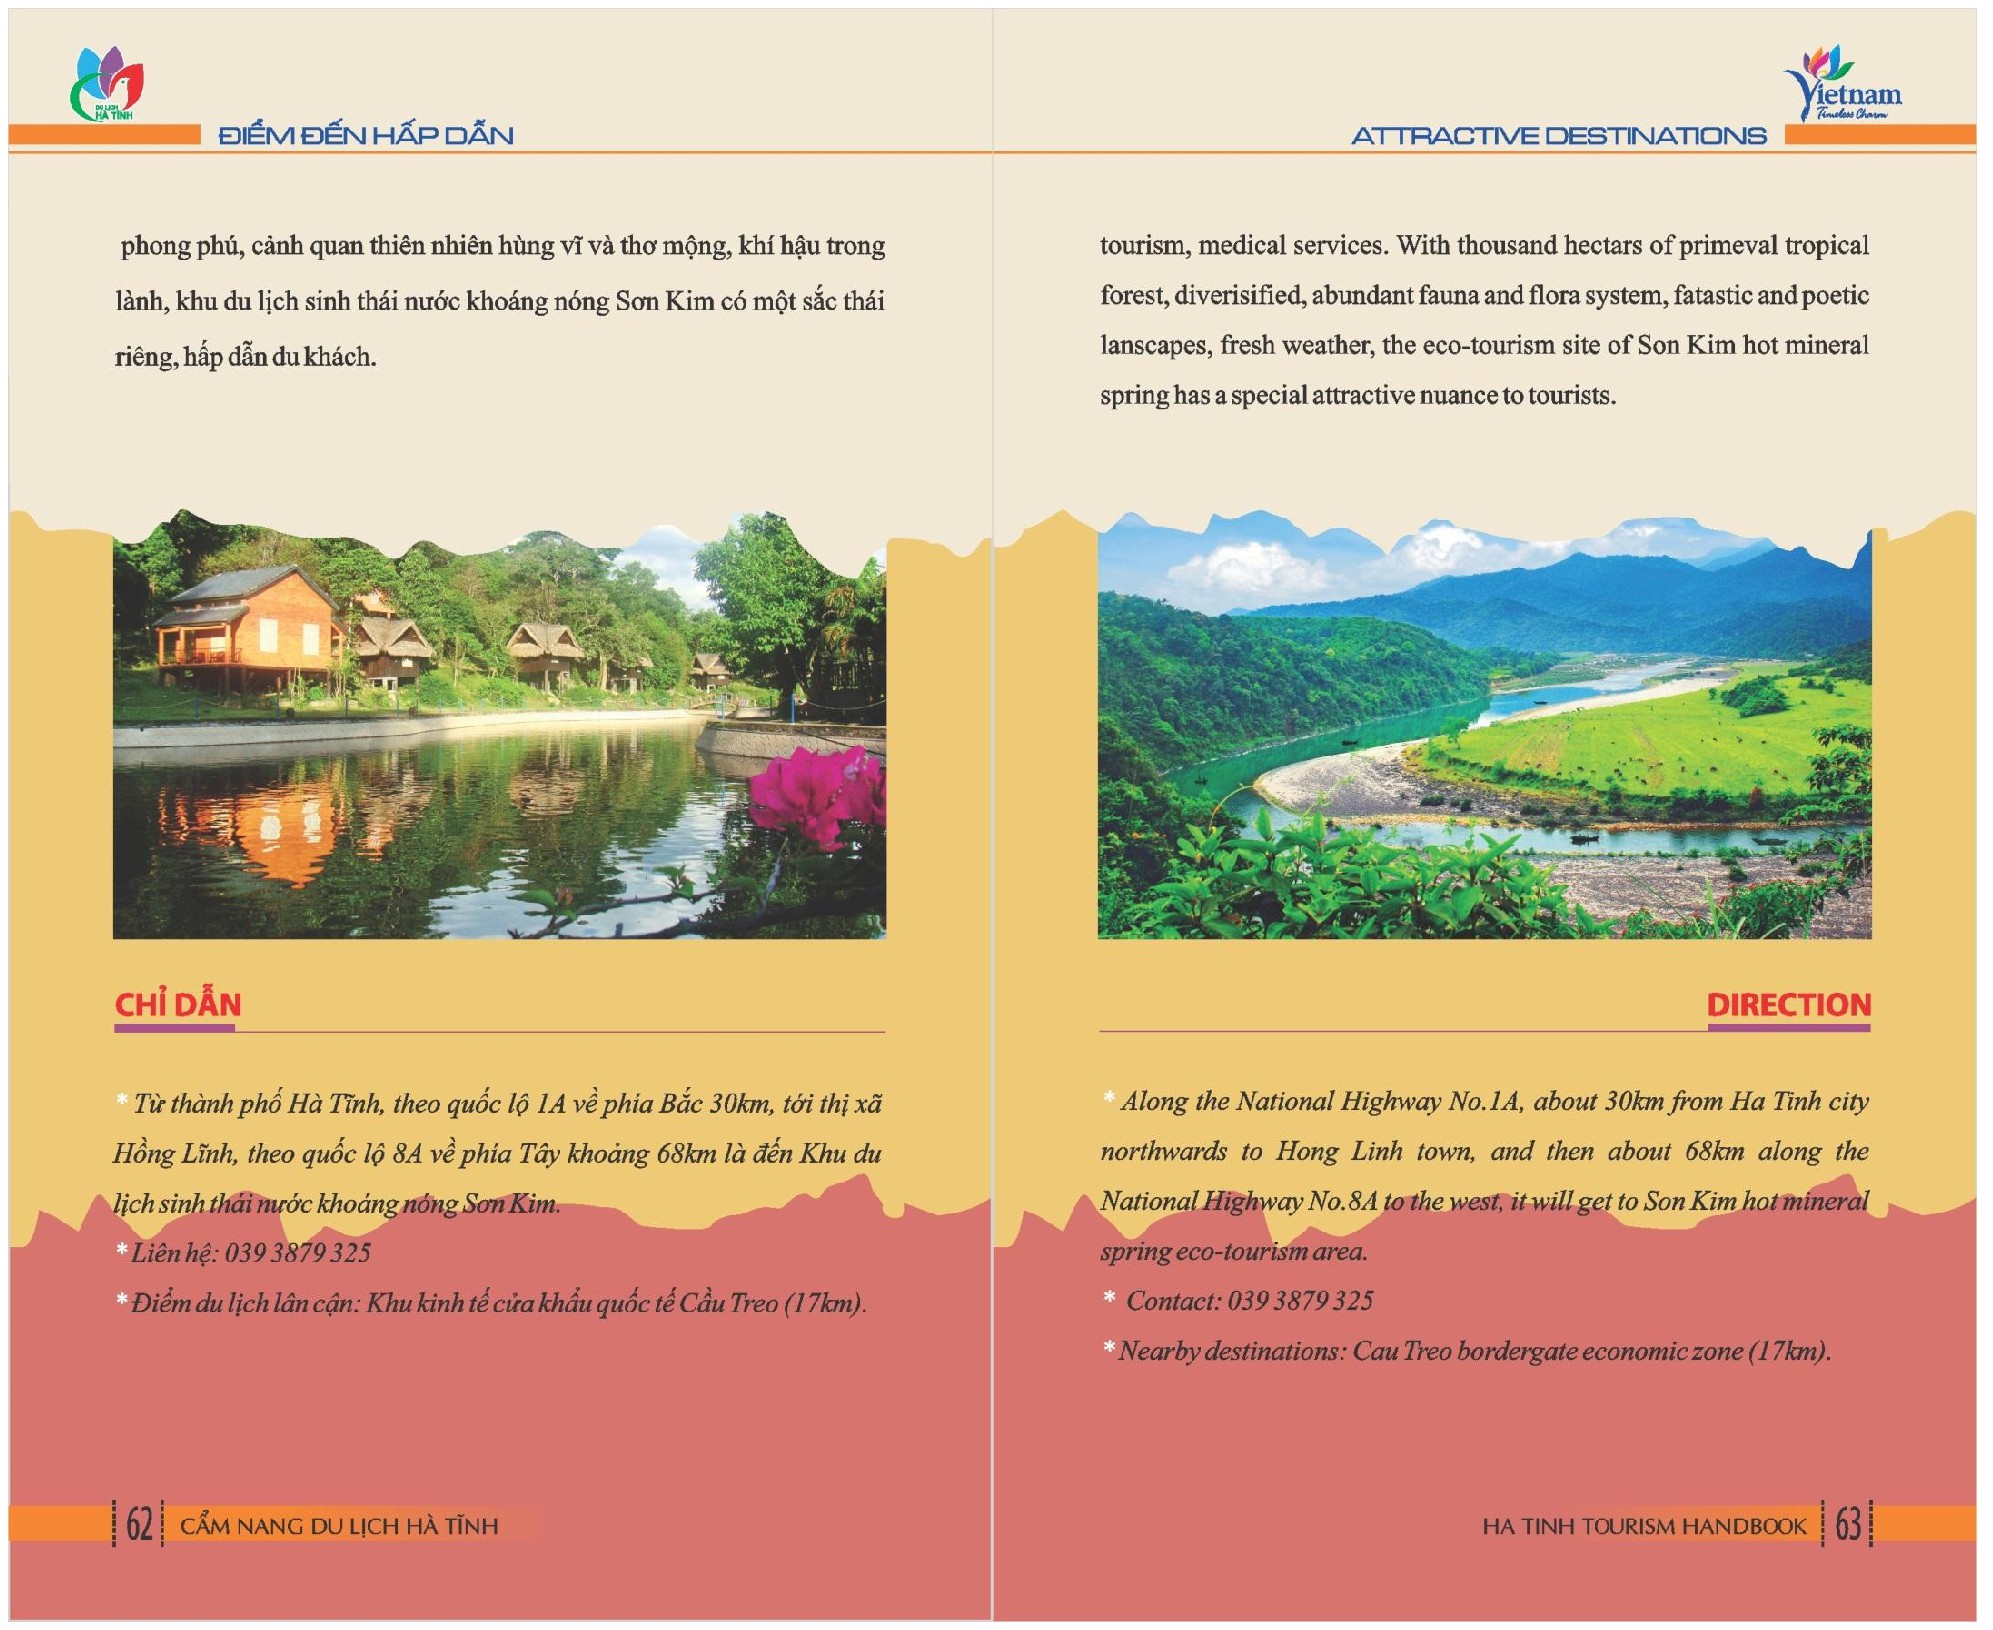 DU LỊCH
HÀ TĨNH
ĐIỂM ĐẾN HẤP DẪN
phong phú, cảnh quan thiên nhiên hùng vĩ và thơ mộng, khí hậu trong
lành, khu du lịch sinh thái nước khoáng nóng Sơn Kim có một sắc thái
riêng, hấp dẫn du khách.
CHỈ DẪN
* Từ thành phố Hà Tĩnh, theo quốc lộ 1A về phía Bắc 30km, tới thị xã
Hồng Lĩnh, theo quốc lộ 8A về phía Tây khoảng 68km là đến Khu du
lịch sinh thái nước khoáng nóng Sơn Kim.
* Liên hệ: 039 3879 325
* Điểm du lịch lân cận: Khu kinh tế cửa khẩu quốc tế Cầu Treo (17km).
62 CẨM NANG DU LỊCH HÀ TĨNH
Vietnam
Timeless Charm
ATTRACTIVE DESTINATIONS
tourism, medical services. With thousand hectars of primeval tropical
forest, diverisified, abundant fauna and flora system, fatastic and poetic
lanscapes, fresh weather, the eco-tourism site of Son Kim hot mineral
spring has a special attractive nuance to tourists.
DIRECTION
* Along the National Highway No.1A, about 30km from Ha Tinh city
northwards to Hong Linh town, and then about 68km along the
National Highway No.8A to the west, it will get to Son Kim hot mineral
spring eco-tourism area.
* Contact: 039 3879 325
* Nearby destinations: Cau Treo bordergate economic zone (17km).
HA TINH TOURISM HANDBOOK 63